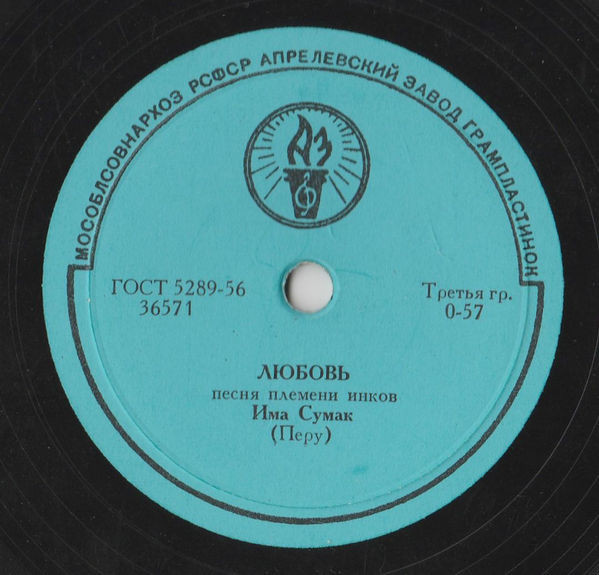 МОСОБЛСОВНАРХОЗ РСФСР АПРЕЛЕВСКИЙ ЗАВОД ГРАМПЛАСТИНОК
АЗ
ГОСТ 5289-56
36571
Третья гр.
0-57
ЛЮБОВЬ
песня племени инков
Има Сумак
(Перу)